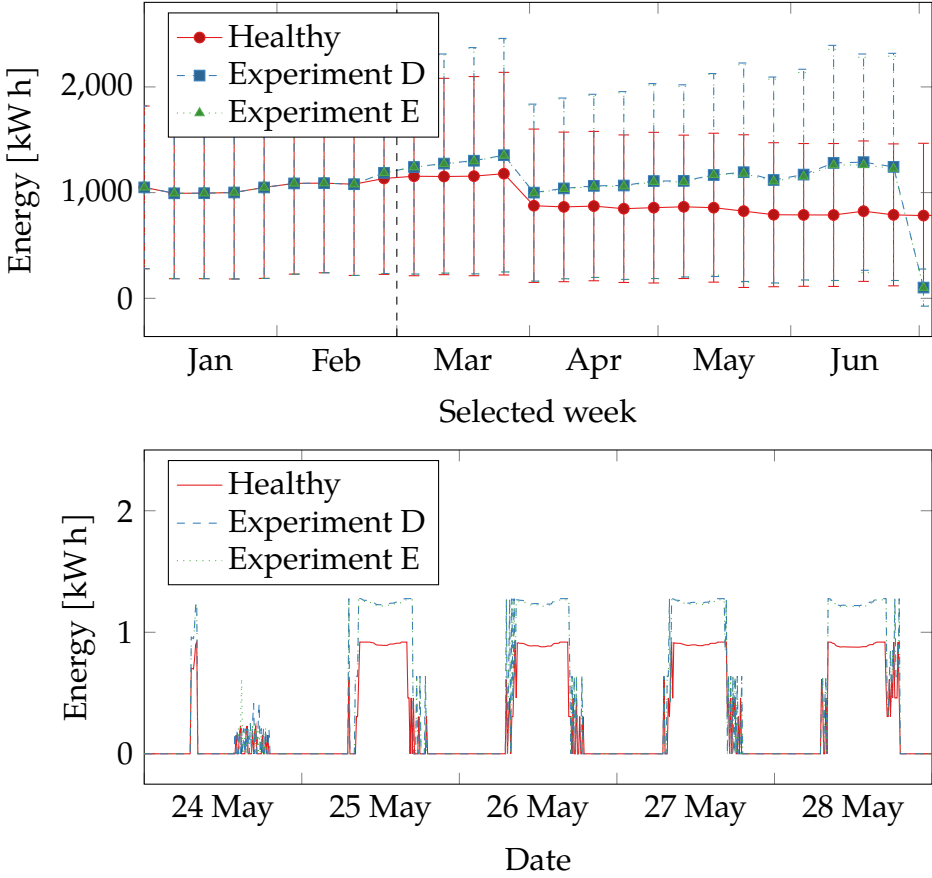 Healthy
Experiment D
Experiment E
Energy [kW h]
2,000
1,000
0
Jan Feb Mar Apr May Jun
Selected week
Healthy
Experiment D
Experiment E
Energy [kW h]
2
1
0
24 May 25 May 26 May 27 May 28 May
Date